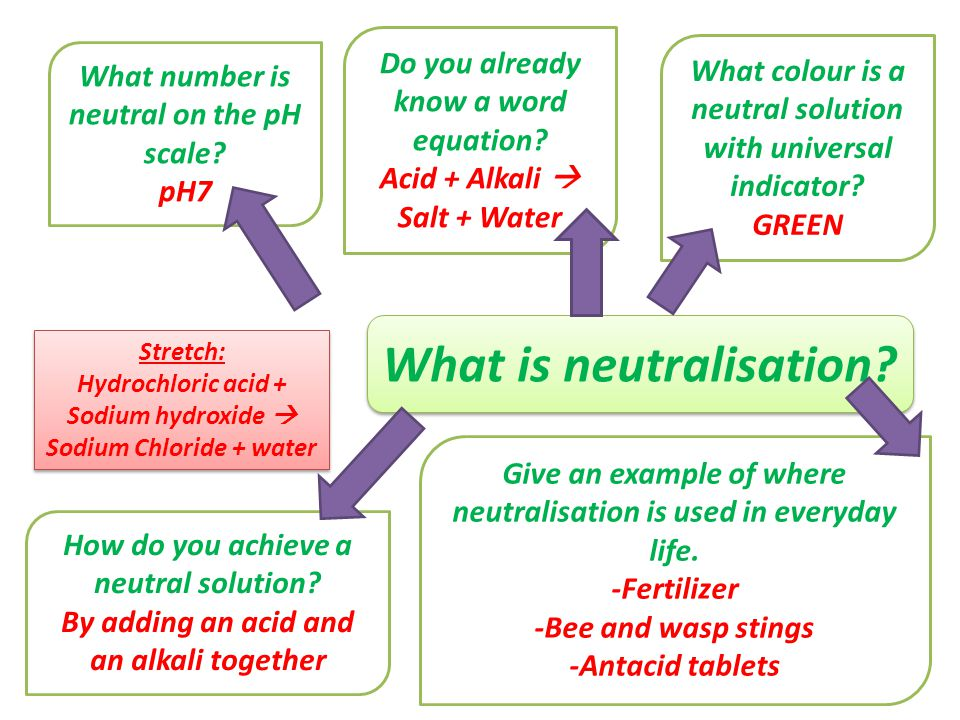 What number is
neutral on the pH
scale?
pH7
Do you already
know a word
equation?
Acid + Alkali →
Salt + Water
What colour is a
neutral solution
with universal
indicator?
GREEN
Stretch:
Hydrochloric acid +
Sodium hydroxide →
Sodium Chloride + water
What is neutralisation?
How do you achieve a
neutral solution?
By adding an acid and
an alkali together
Give an example of where
neutralisation is used in everyday
life.
-Fertilizer
-Bee and wasp stings
-Antacid tablets